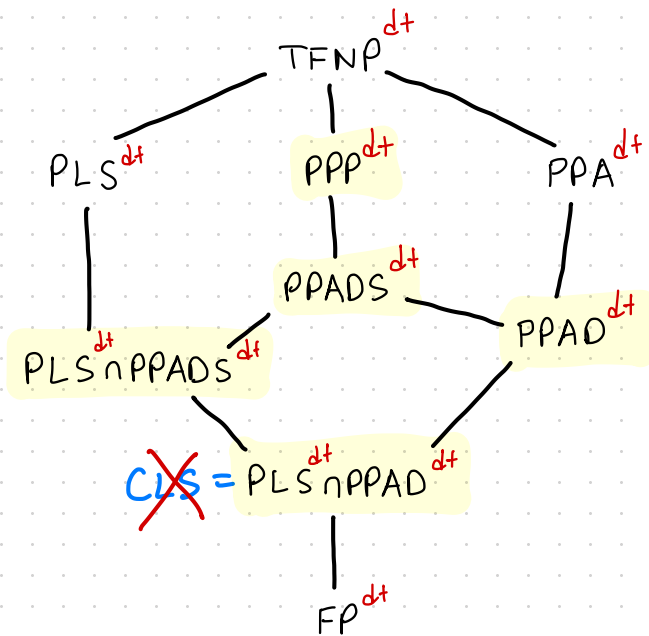 TFNP^dt
PLS^dt PPP^dt PPA^dt
PPADS^dt
PLS^dt∩PPADS^dt PPAD^dt
CLS = PLS^dt∩PPAD^dt
FP^dt